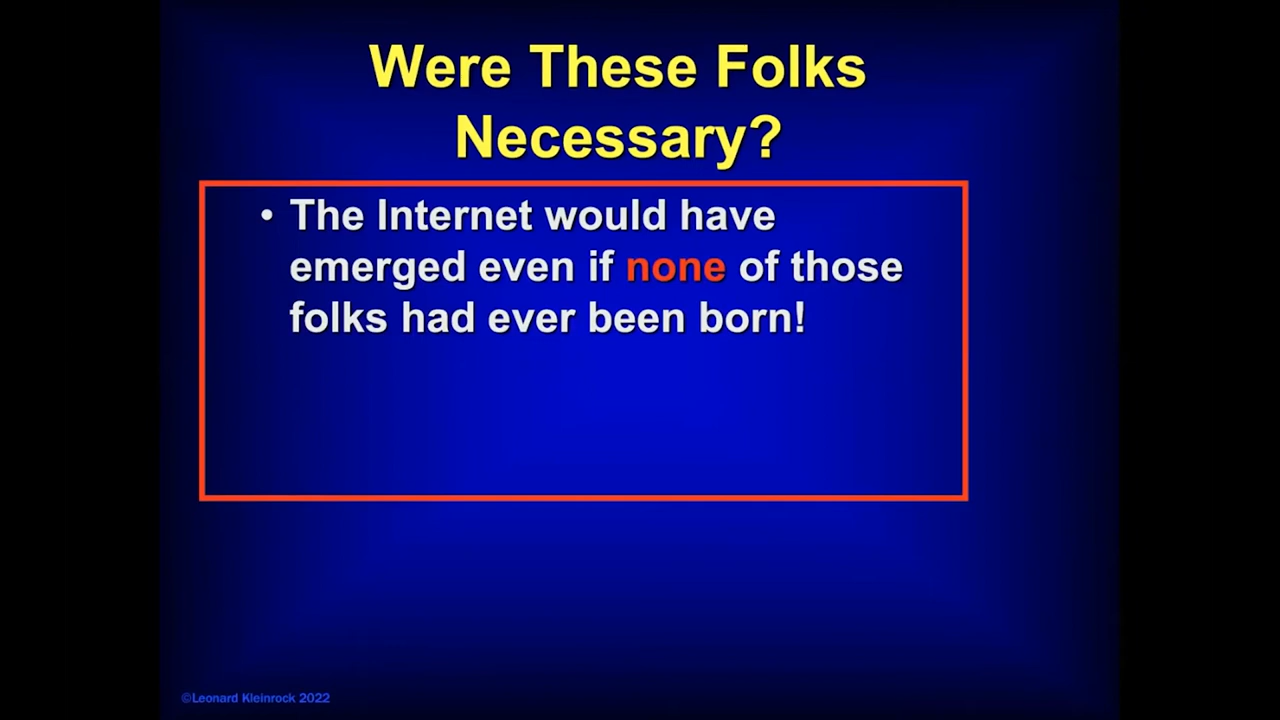 Were These Folks
Necessary?
• The Internet would have
emerged even if none of those
folks had ever been born!
©Leonard Kleinrock 2022